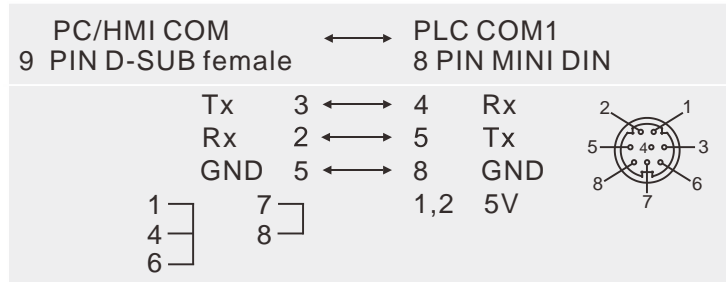 PC/HMI COM ↔ PLC COM1
9 PIN D-SUB female 8 PIN MINI DIN
Tx 3 ↔ 4 Rx
Rx 2 ↔ 5 Tx
GND 5 ↔ 8 GND
1 7 1,2 5V
4 8
6
2 1
5 4 3
8 6
7